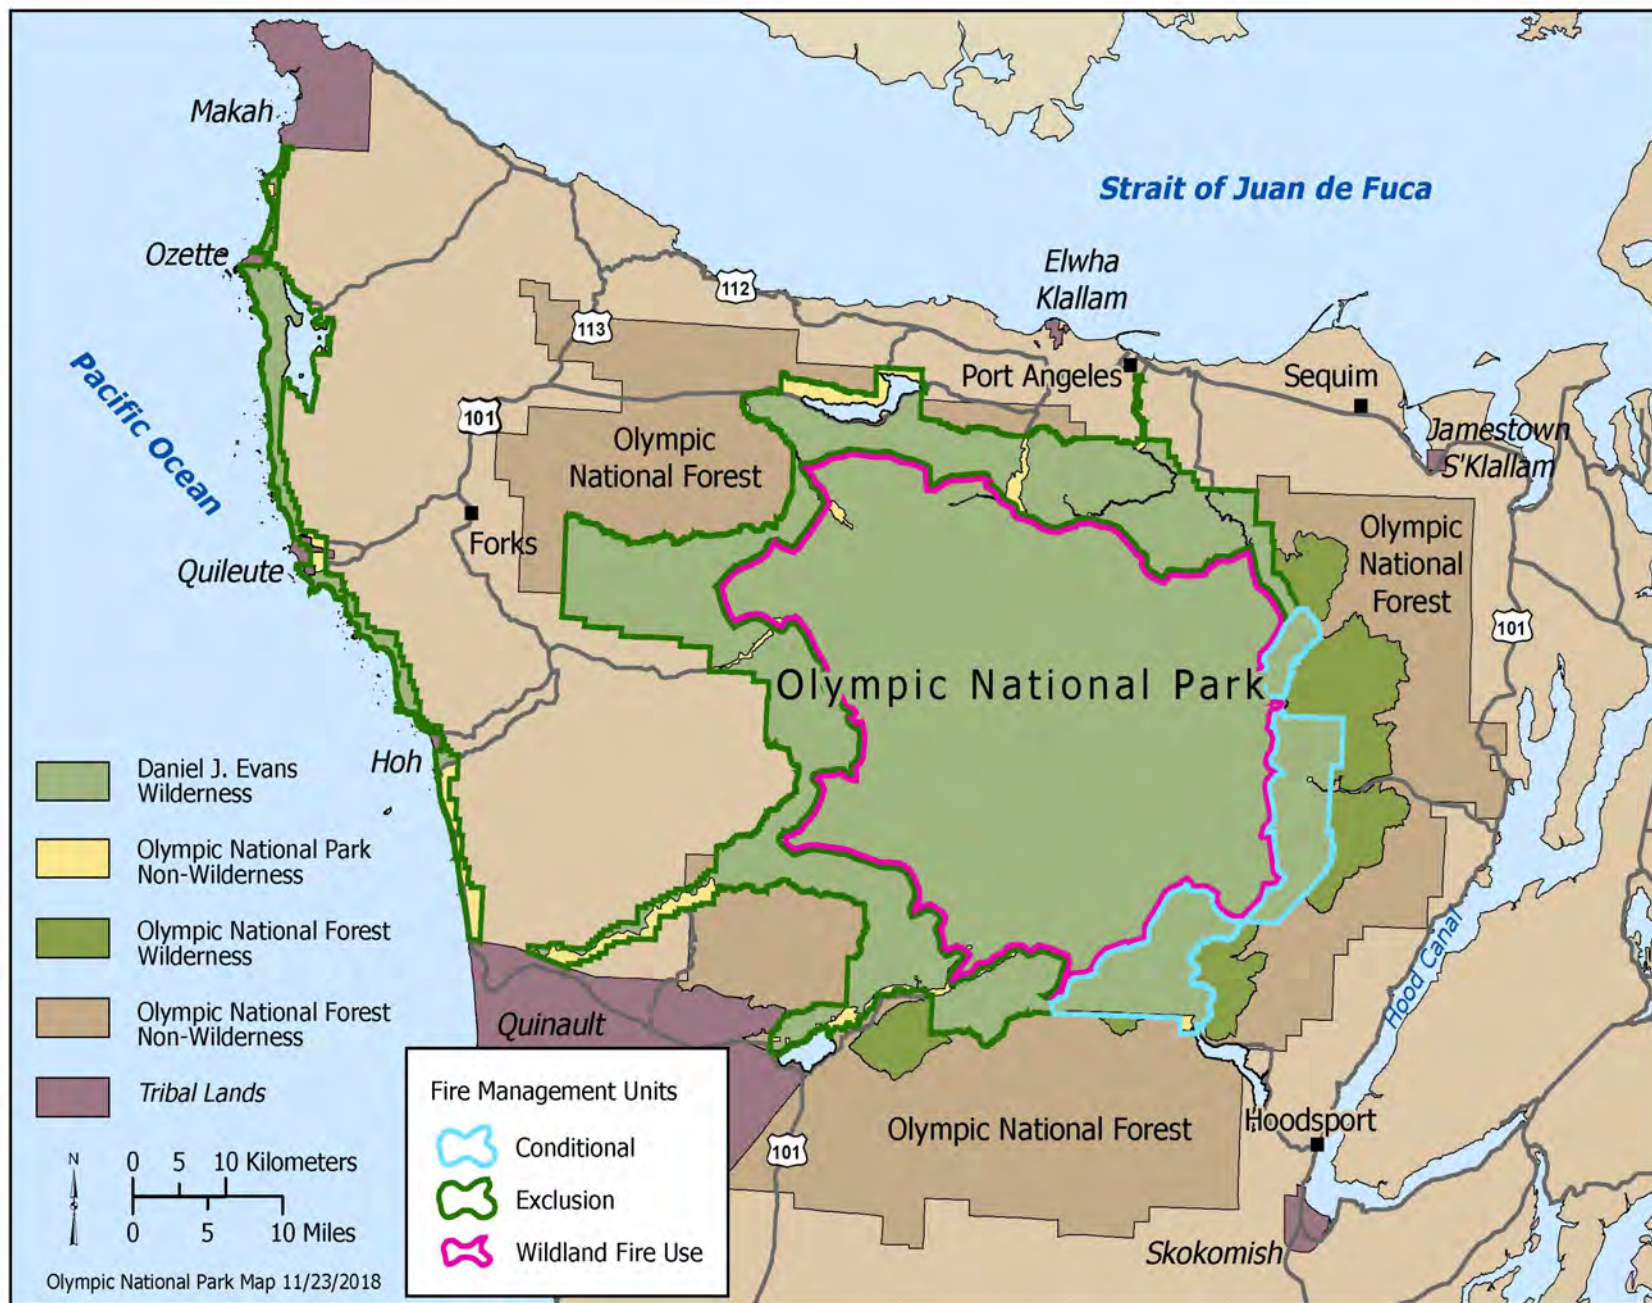 Makah
Strait of Juan de Fuca
Ozette
Elwha
Klallam
112
113
Pacific Ocean
Port Angeles
Sequim
101
Olympic
National Forest
Jamestown
S'Klallam
Forks
Olympic
National
Forest
Quileute
101
Olympic National Park
Hoh
Daniel J. Evans
Wilderness
Olympic National Park
Non-Wilderness
Olympic National Forest
Wilderness
Hood Canal
Olympic National Forest
Non-Wilderness
Quinault
Tribal Lands
Fire Management Units
Conditional
Exclusion
Wildland Fire Use
Olympic National Forest
Hoodsport
101
Skokomish
N
0 5 10 Kilometers
0 5 10 Miles
Olympic National Park Map 11/23/2018